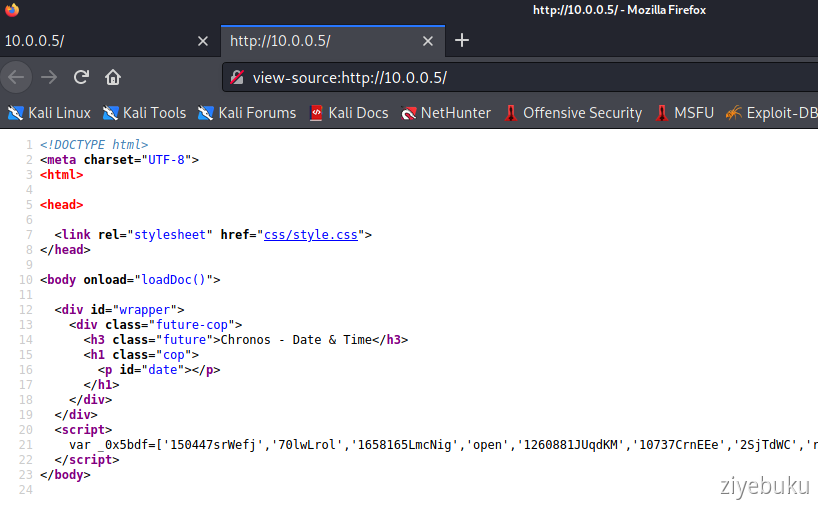 http://10.0.0.5/ - Mozilla Firefox
10.0.0.5/
http://10.0.0.5/
view-source:http://10.0.0.5/
Kali Linux Kali Tools Kali Forums Kali Docs NetHunter Offensive Security MSFU Exploit-DB
1 <!DOCTYPE html>
2 <meta charset="UTF-8">
3 <html>
4
5 <head>
6
7 <link rel="stylesheet" href="css/style.css">
8 </head>
9
10 <body onload="loadDoc()">
11
12 <div id="wrapper">
13 <div class="future-cop">
14 <h3 class="future">Chronos - Date & Time</h3>
15 <h1 class="cop">
16 <p id="date"></p>
17 </h1>
18 </div>
19 </div>
20 <script>
21 var _0x5bdf=['150447srWefj','70lwLrol','1658165LmcNig','open','1260881JUqdKM','10737CrnEEe','2SjTdWC','r
22 </script>
23 </body>
24
ziyebuku